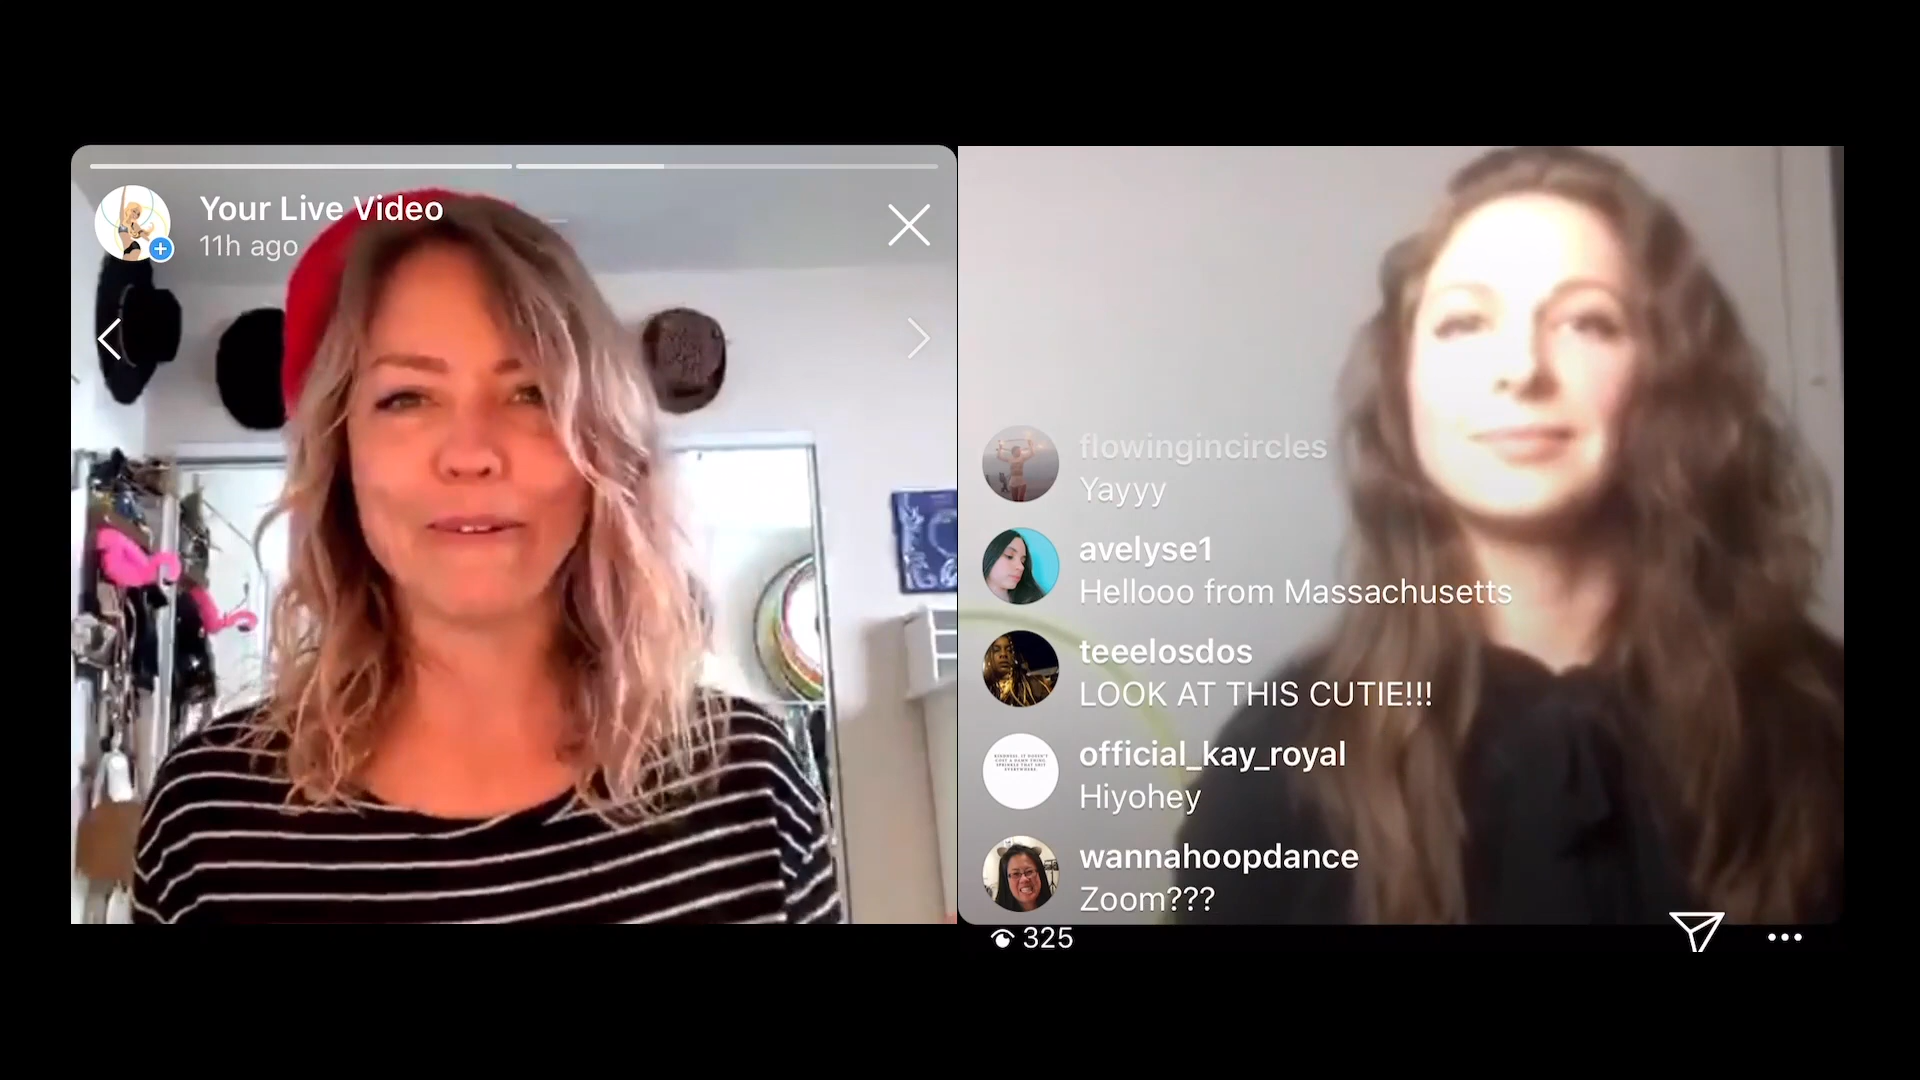 Your Live Video
11h ago
flowingincircles
Yayyy
avelyse1
Hellooo from Massachusetts
teeelosdos
LOOK AT THIS CUTIE!!!
official_kay_royal
Hiyohey
wannahoopdance
Zoom???
325